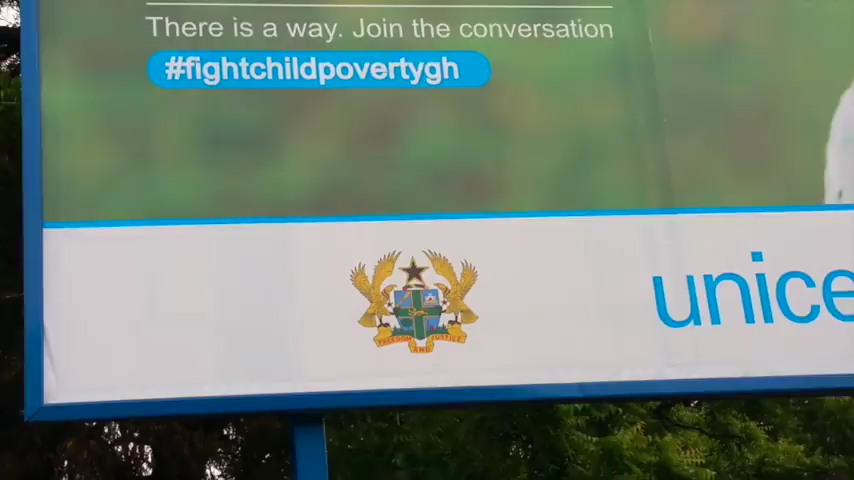 There is a way. Join the conversation
#fightchildpovertygh
FREEDOM AND JUSTICE
unice